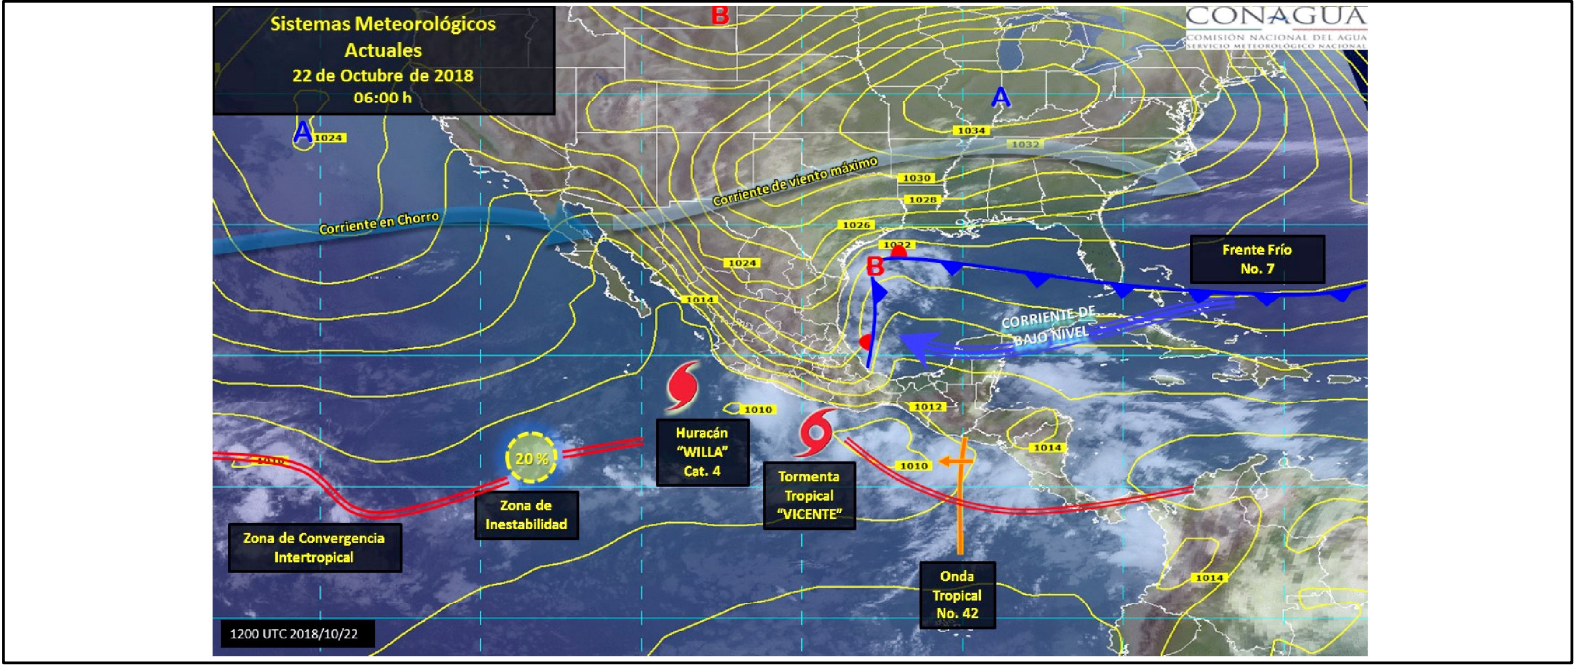 Sistemas Meteorológicos
Actuales
22 de Octubre de 2018
06:00 h
B
CONAGUA
COMISIÓN NACIONAL DEL AGUA
SERVICIO METEOROLÓGICO NACIONAL
A
1024
A
1034
1032
Corriente de viento máximo
1030
1028
Corriente en Chorro
1026
1022
B
1024
1014
Frente Frío
No. 7
CORRIENTE DE
BAJO NIVEL
1010
1012
Huracán
“WILLA”
Cat. 4
1014
1010
1010
20 %
Tormenta
Tropical
“VICENTE”
Zona de
Inestabilidad
Zona de Convergencia
Intertropical
Onda
Tropical
No. 42
1014
1200 UTC 2018/10/22